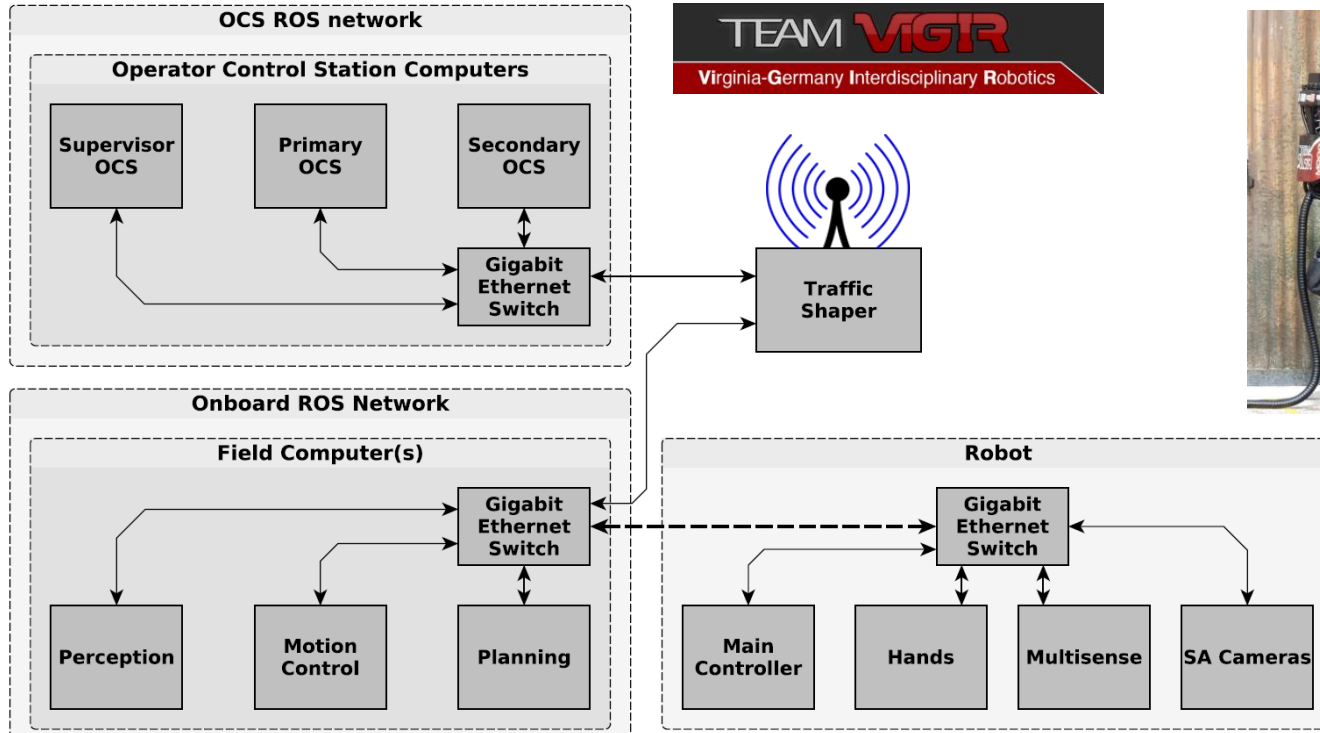 OCS ROS network
Operator Control Station Computers
Supervisor
OCS
Primary
OCS
Secondary
OCS
Gigabit
Ethernet
Switch
TEAM ViGIR
Virginia-Germany Interdisciplinary Robotics
Traffic
Shaper
Onboard ROS Network
Field Computer(s)
Gigabit
Ethernet
Switch
Perception
Motion
Control
Planning
Robot
Gigabit
Ethernet
Switch
Main
Controller
Hands
Multisense
SA Cameras